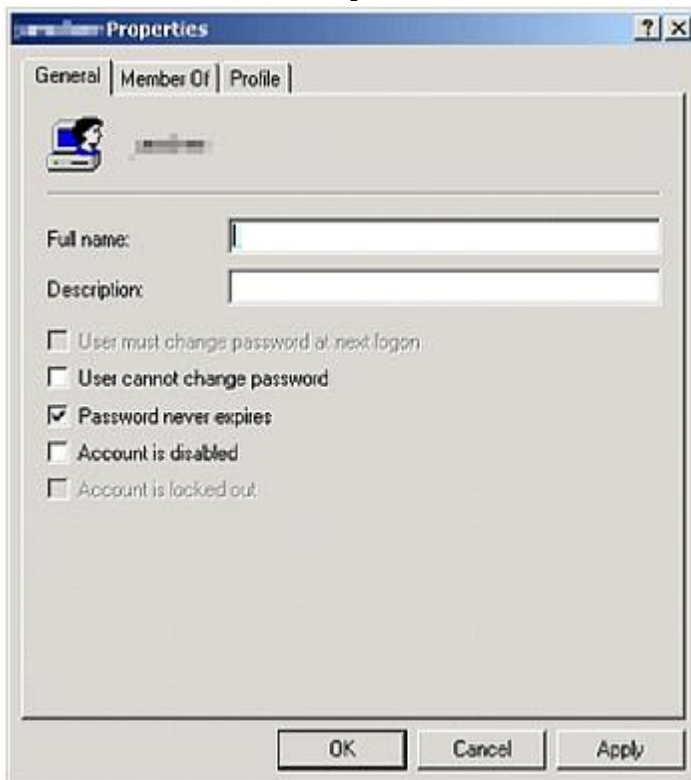 Properties
General Member Of Profile
Full name:
Description:
User must change password at next logon
User cannot change password
Password never expires
Account is disabled
Account is locked out
OK Cancel Apply